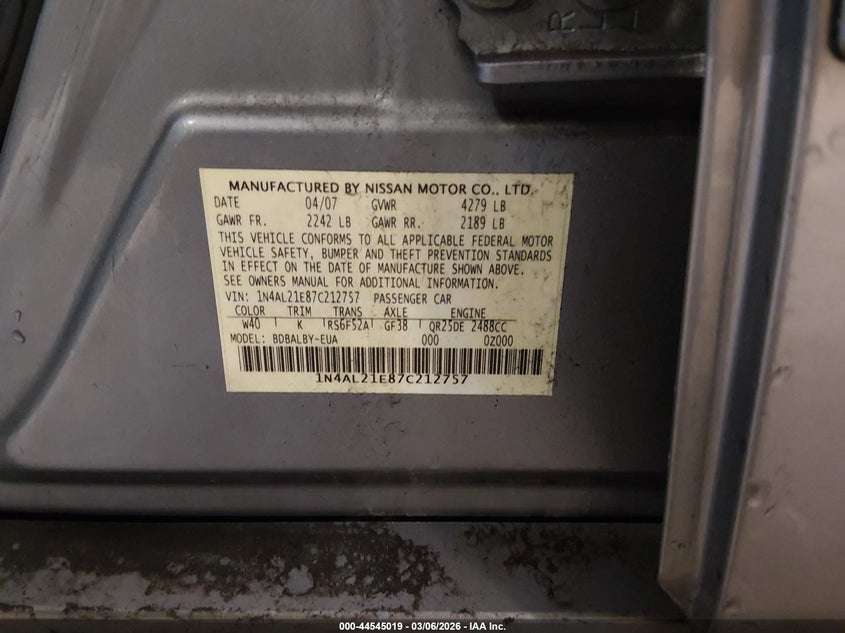 R
MANUFACTURED BY NISSAN MOTOR CO., LTD.
DATE 04/07 GVWR 4279 LB
GAWR FR. 2242 LB GAWR RR. 2189 LB
THIS VEHICLE CONFORMS TO ALL APPLICABLE FEDERAL MOTOR
VEHICLE SAFETY, BUMPER AND THEFT PREVENTION STANDARDS
IN EFFECT ON THE DATE OF MANUFACTURE SHOWN ABOVE.
SEE OWNERS MANUAL FOR ADDITIONAL INFORMATION.
VIN: 1N4AL21E87C212757 PASSENGER CAR
COLOR TRIM TRANS AXLE ENGINE
W40 K RS6F52A GF38 QR25DE 2488CC
MODEL: BDBALBY-EUA 000 0Z000
1N4AL21E87C212757
000-44545019 - 03/06/2026 - IAA Inc.